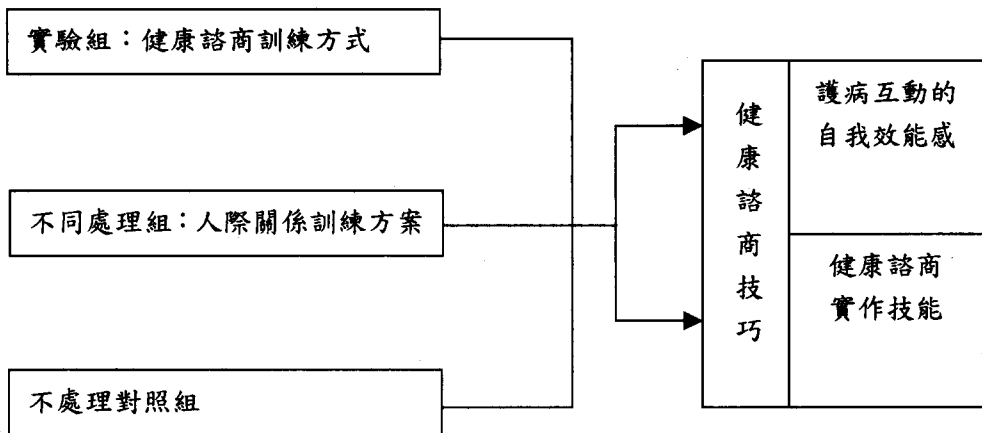 實驗組：健康諮商訓練方式
不同處理組：人際關係訓練方案
不處理對照組
健康諮商技巧
護病互動的
自我效能感
健康諮商
實作技能